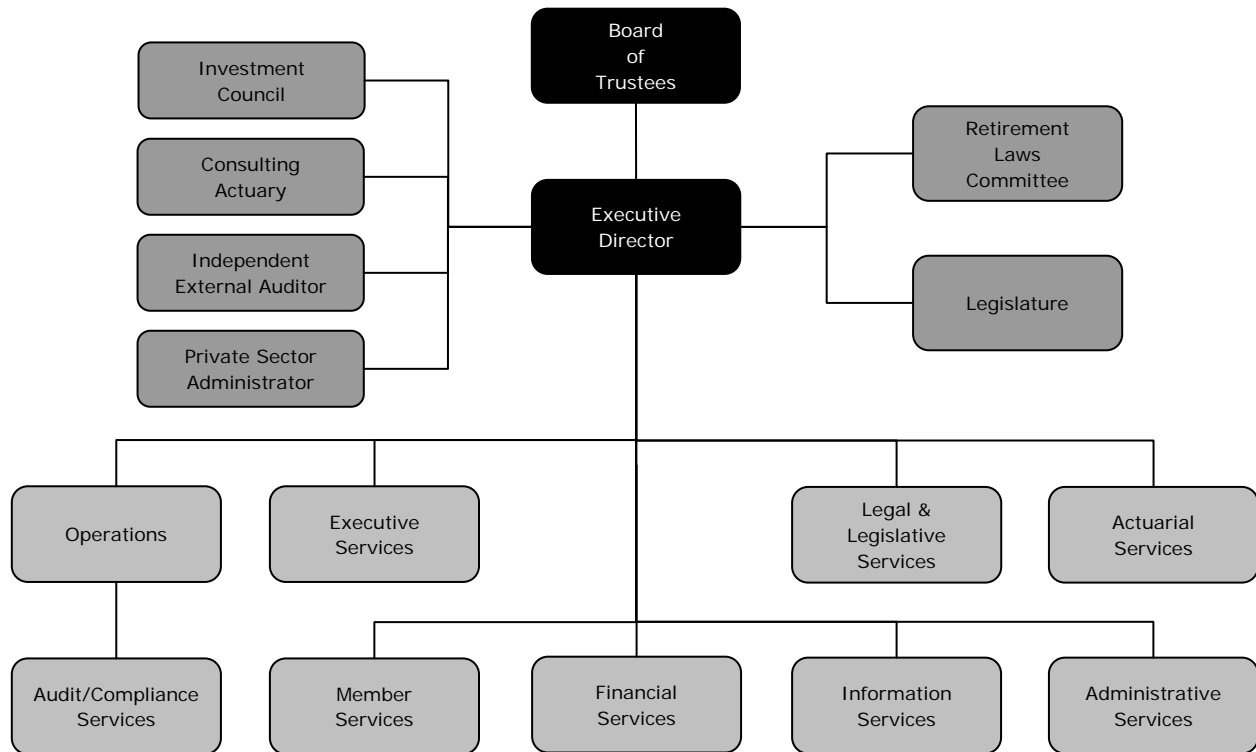 Board
of
Trustees
Investment
Council
Consulting
Actuary
Independent
External Auditor
Private Sector
Administrator
Executive
Director
Retirement
Laws
Committee
Legislature
Operations
Executive
Services
Legal &
Legislative
Services
Actuarial
Services
Audit/Compliance
Services
Member
Services
Financial
Services
Information
Services
Administrative
Services